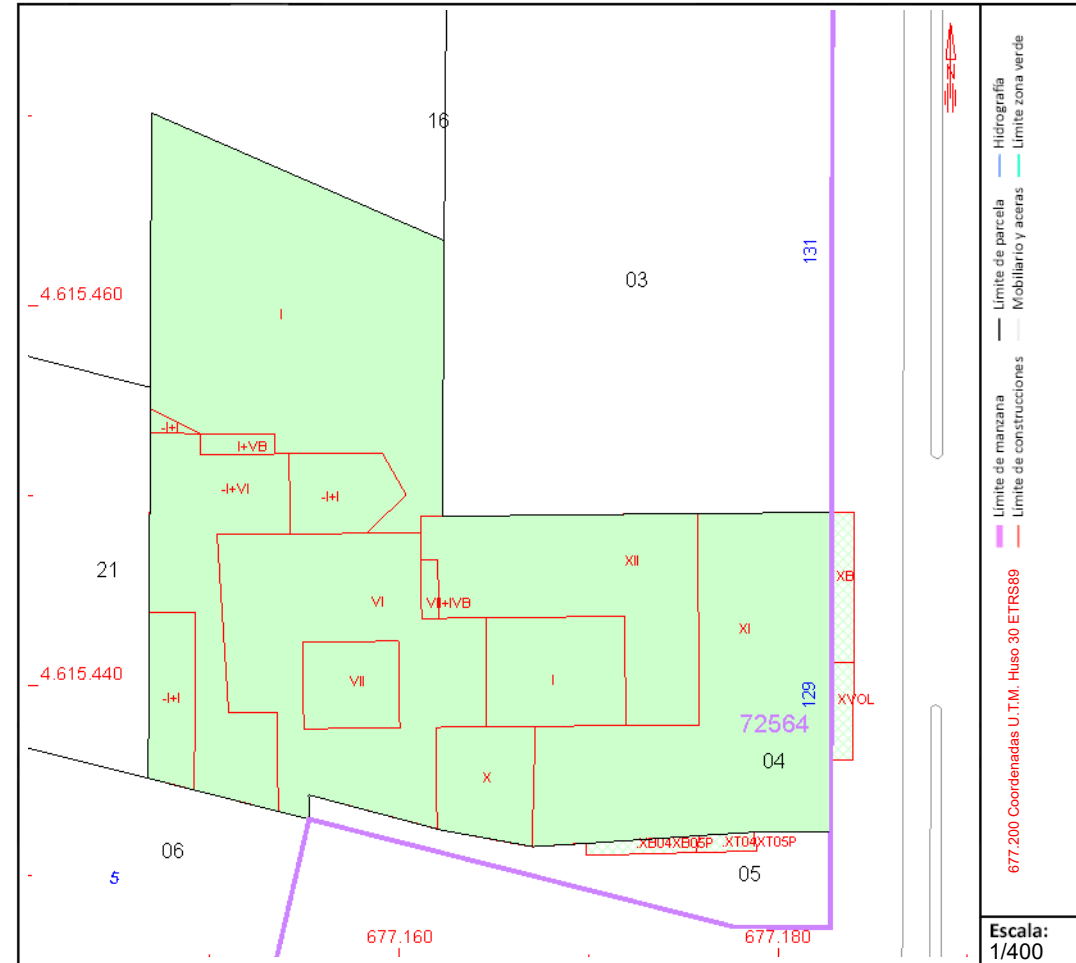 16
131
03
4.615.460
I
-I+I
I+VB
-I+VI
-I+I
21
XII
XB
VI
VII+IVB
XI
4.615.440
-I+I
VII
I
129
XVOL
72564
04
X
.XB04XB05P
.XT04XT05P
06
5
05
677.160
677.180
N
Hidrografía
Límite zona verde
Límite de parcela
Mobiliario y aceras
Límite de manzana
Límite de construcciones
677.200 Coordenadas U.T.M. Huso 30 ETRS89
Escala:
1/400